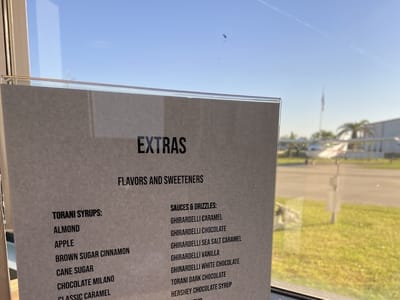 EXTRAS
FLAVORS AND SWEETENERS
TORANI SYRUPS:
ALMOND
APPLE
BROWN SUGAR CINNAMON
CANE SUGAR
CHOCOLATE MILANO
CLASSIC CARAMEL
SAUCES & DRIZZLES:
GHIRARDELLI CARAMEL
GHIRARDELLI CHOCOLATE
GHIRARDELLI SEA SALT CARAMEL
GHIRARDELLI VANILLA
GHIRARDELLI WHITE CHOCOLATE
TORANI DARK CHOCOLATE
HERSHEY CHOCOLATE SYRUP